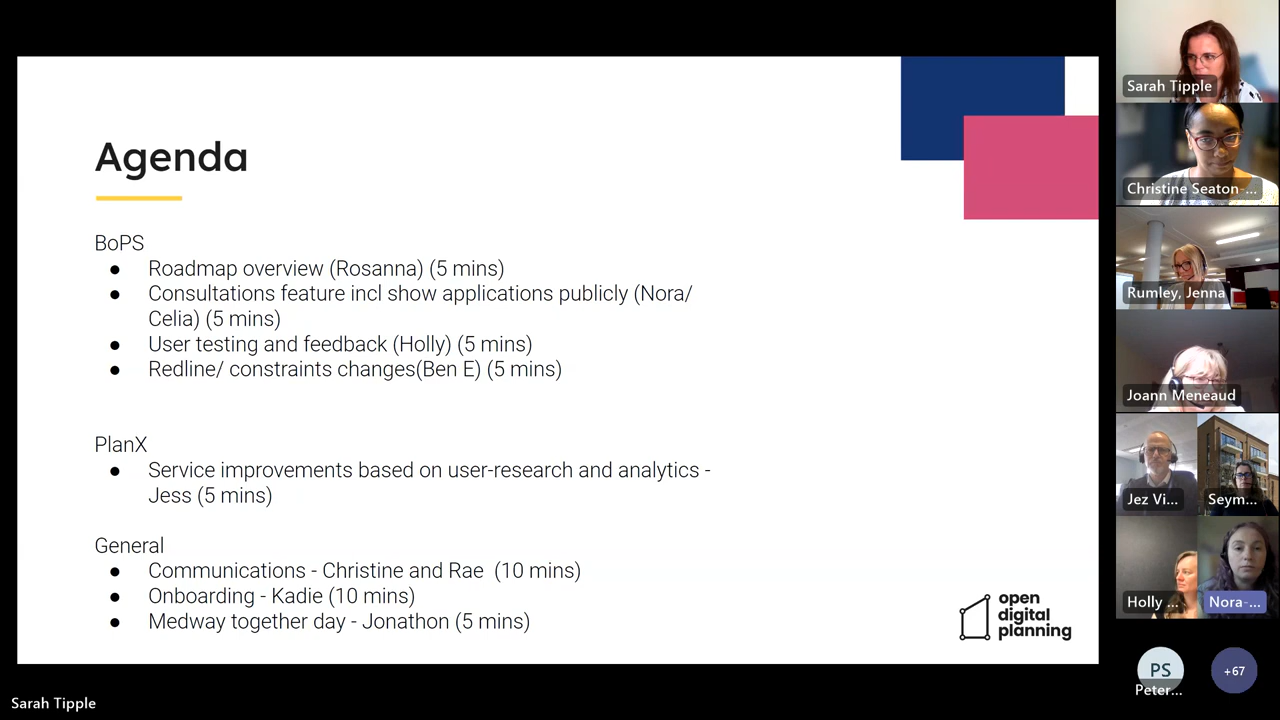 Agenda
BoPS
● Roadmap overview (Rosanna) (5 mins)
● Consultations feature incl show applications publicly (Nora/
Celia) (5 mins)
● User testing and feedback (Holly) (5 mins)
● Redline/ constraints changes(Ben E) (5 mins)
PlanX
● Service improvements based on user-research and analytics -
Jess (5 mins)
General
● Communications - Christine and Rae (10 mins)
● Onboarding - Kadie (10 mins)
● Medway together day - Jonathon (5 mins)
open
digital
planning
Sarah Tipple
Sarah Tipple
Christine Seaton-...
Rumley, Jenna
Joann Meneaud
Jez Vi...
Seym...
Holly ...
Nora-...
PS
Peter...
+67